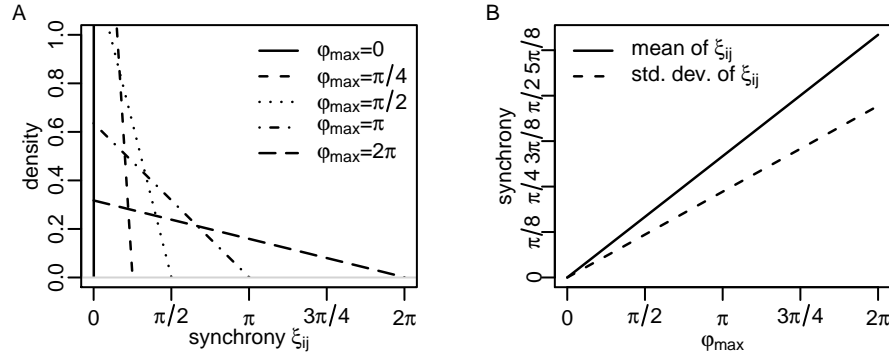 A
density
0.0 0.2 0.4 0.6 0.8 1.0
φmax=0
φmax=π/4
φmax=π/2
φmax=π
φmax=2π
0 π/2 π 3π/4 2π
synchrony ξij
B
synchrony
0 π/8 π/4 3π/8 π/2 5π/8
mean of ξij
std. dev. of ξij
0 π/2 π 3π/4 2π
φmax